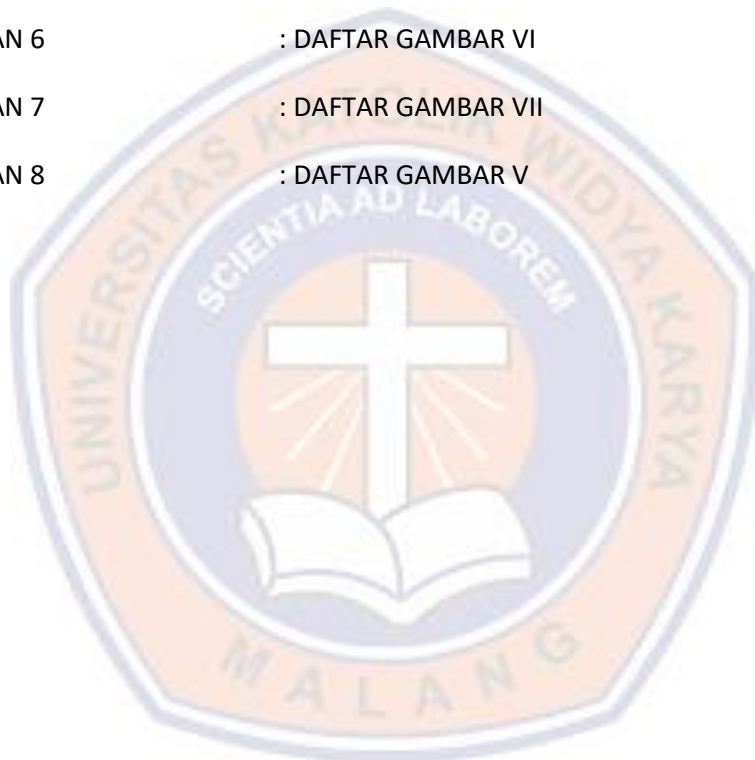 AN 6 : DAFTAR GAMBAR VI
AN 7 : DAFTAR GAMBAR VII
AN 8 : DAFTAR GAMBAR V
UNIVERSITAS KATOLIK WIDYA KARYA
SCIENTIA AD LABOREM
MALANG